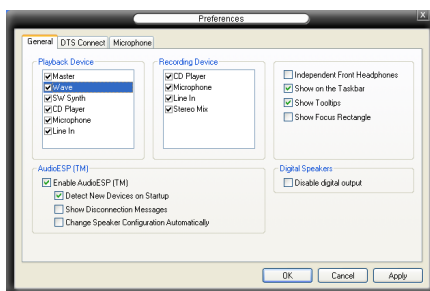 Preferences
X
General DTS Connect Microphone
Playback Device
Master
Wave
SW Synth
CD Player
Microphone
Line In
Recording Device
CD Player
Microphone
Line In
Stereo Mix
Independent Front Headphones
Show on the Taskbar
Show Tooltips
Show Focus Rectangle
AudioESP (TM)
Enable AudioESP (TM)
Detect New Devices on Startup
Show Disconnection Messages
Change Speaker Configuration Automatically
Digital Speakers
Disable digital output
OK Cancel Apply